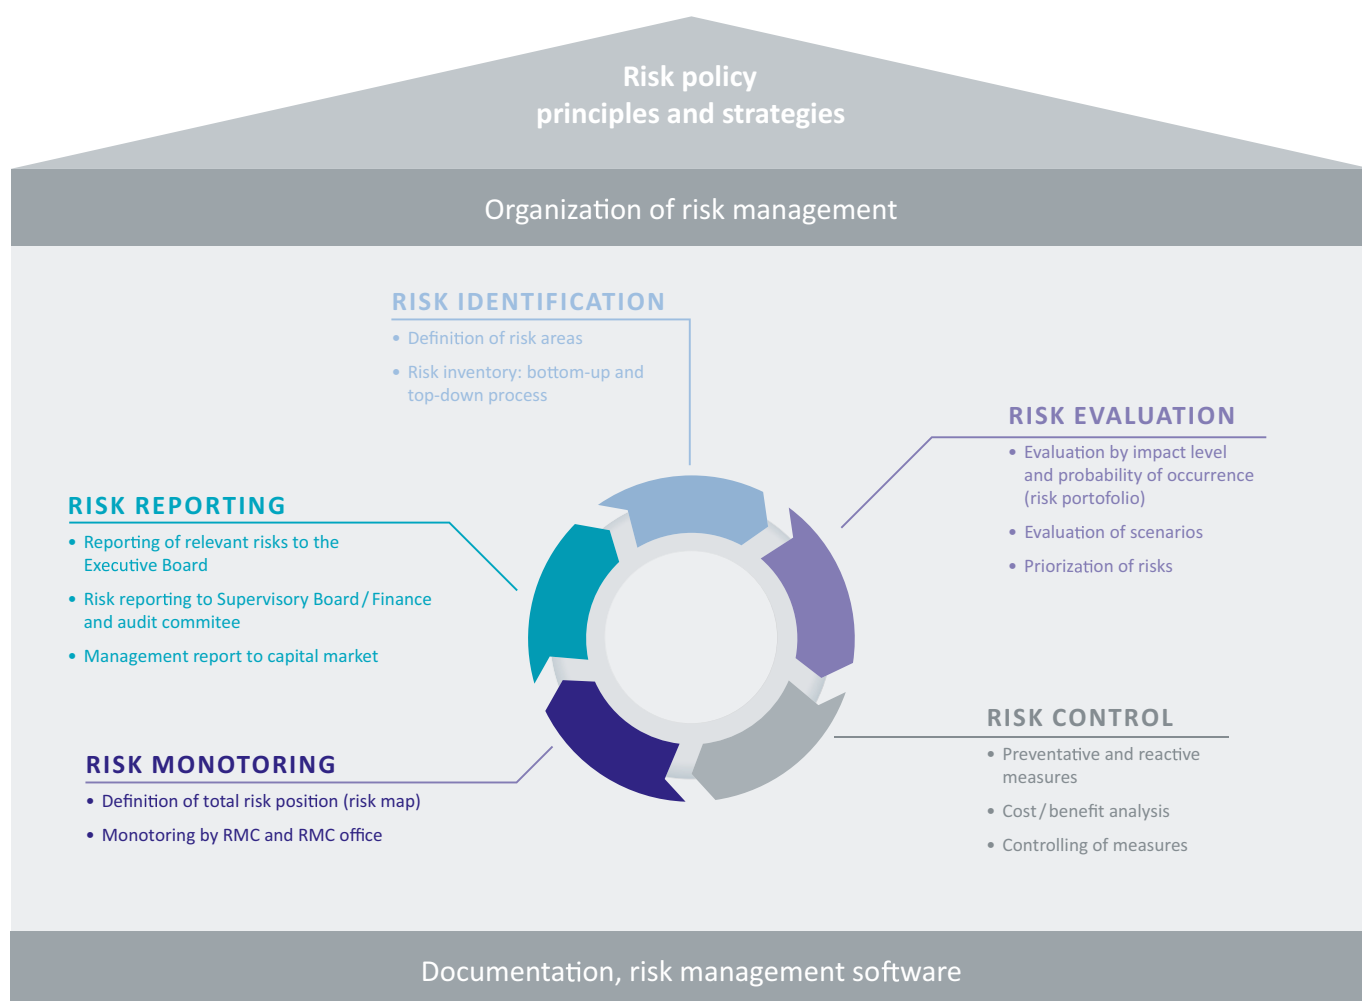 Risk policy
principles and strategies
Organization of risk management
RISK IDENTIFICATION
• Definition of risk areas
• Risk inventory: bottom-up and
top-down process
RISK EVALUATION
• Evaluation by impact level
and probability of occurrence
(risk portofolio)
• Evaluation of scenarios
• Priorization of risks
RISK REPORTING
• Reporting of relevant risks to the
Executive Board
• Risk reporting to Supervisory Board / Finance
and audit commitee
• Management report to capital market
RISK CONTROL
• Preventative and reactive
measures
• Cost / benefit analysis
• Controlling of measures
RISK MONOTORING
• Definition of total risk position (risk map)
• Monotoring by RMC and RMC office
Documentation, risk management software